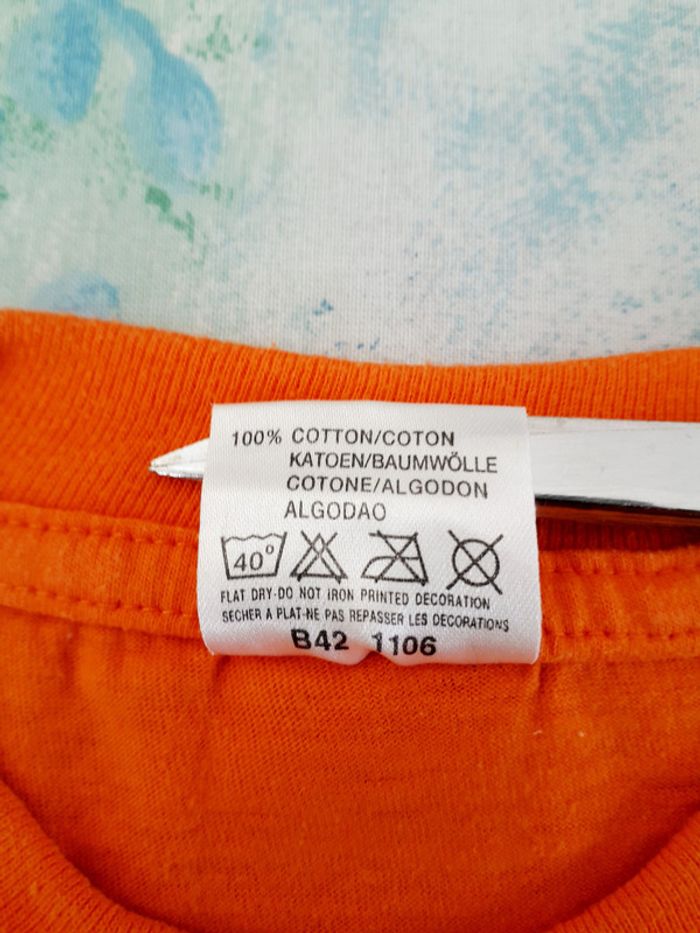 100% COTTON/COTON
KATOEN/BAUMWÖLLE
COTONE/ALGODON
ALGODAO
40°
FLAT DRY-DO NOT IRON PRINTED DECORATION
SECHER A PLAT-NE PAS REPASSER LES DECORATIONS
B42 1106